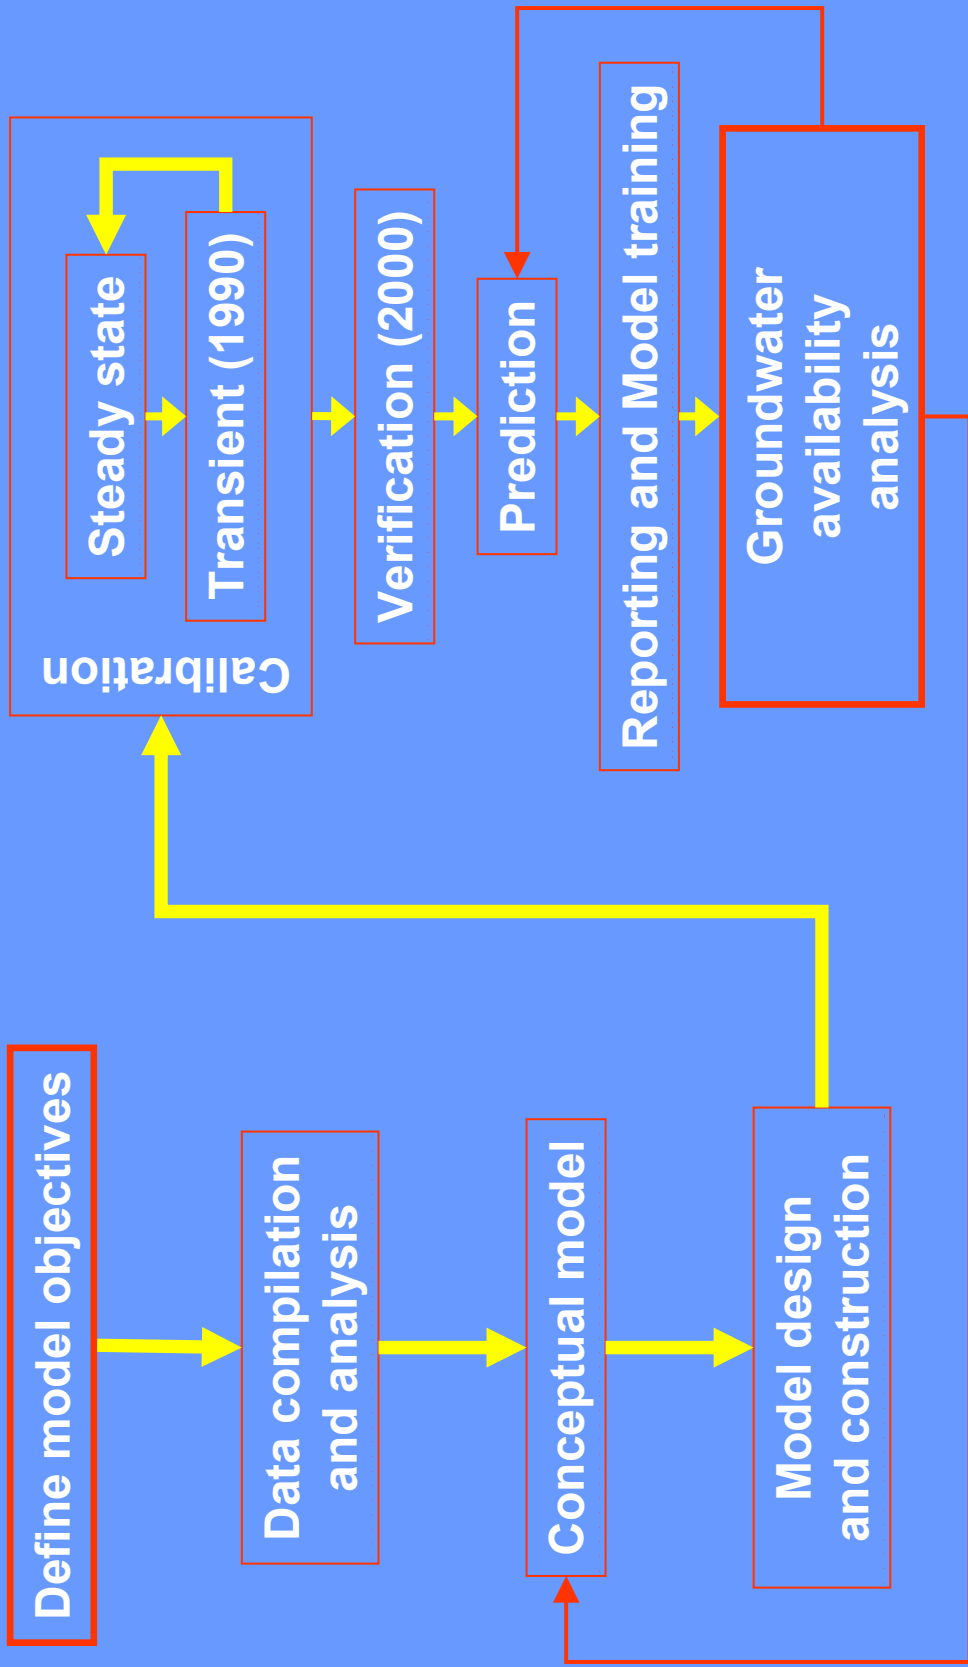 Define model objectives
Data compilation
and analysis
Conceptual model
Model design
and construction
Calibration
Steady state
Transient (1990)
Verification (2000)
Prediction
Reporting and Model training
Groundwater
availability
analysis